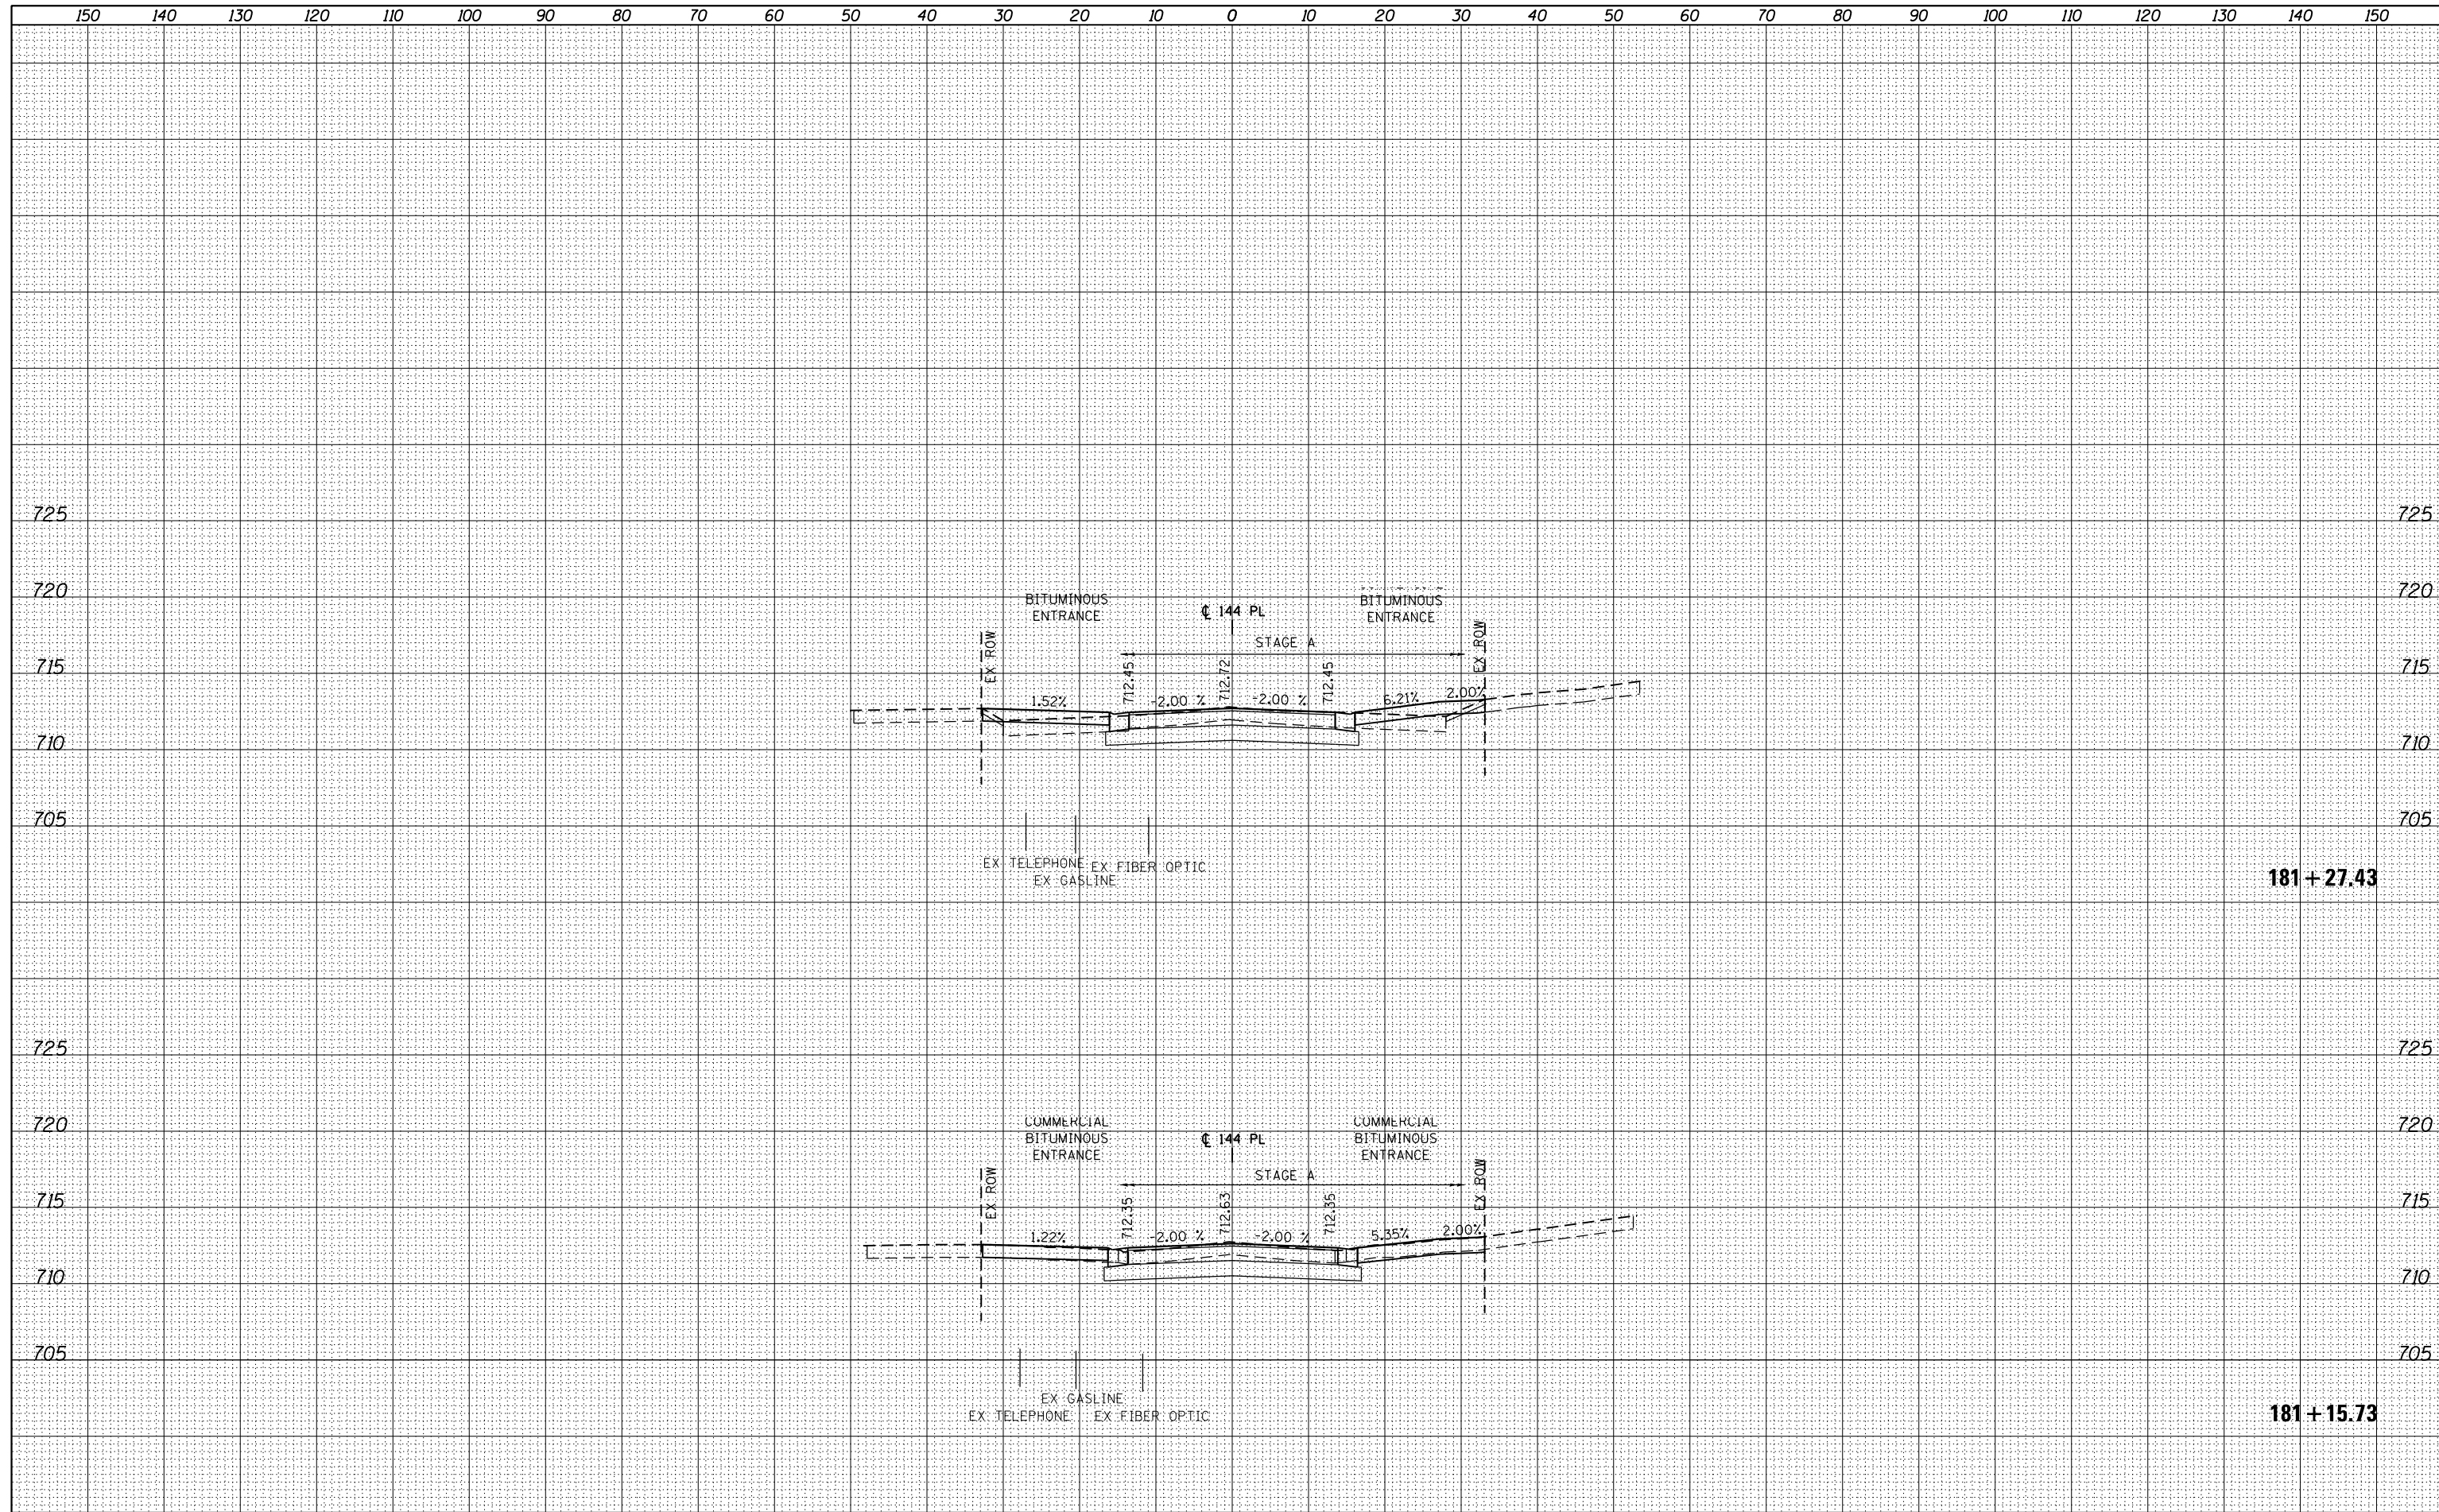 150 140 130 120 110 100 90 80 70 60 50 40 30 20 10 0 10 20 30 40 50 60 70 80 90 100 110 120 130 140 150
725 725
720 720
BITUMINOUS
ENTRANCE
℄ 144 PL
BITUMINOUS
ENTRANCE
STAGE A
EX ROW
EX ROW
715 715
712.45
712.72
712.45
1.52%
-2.00 %
-2.00 %
6.21%
2.00%
710 710
705 705
EX TELEPHONE
EX FIBER OPTIC
EX GASLINE
181+27.43
725 725
720 720
COMMERCIAL
BITUMINOUS
ENTRANCE
℄ 144 PL
COMMERCIAL
BITUMINOUS
ENTRANCE
STAGE A
EX ROW
EX ROW
715 715
712.35
712.63
712.35
1.22%
-2.00 %
-2.00 %
5.35%
2.00%
710 710
705 705
EX GASLINE
EX TELEPHONE
EX FIBER OPTIC
181+15.73